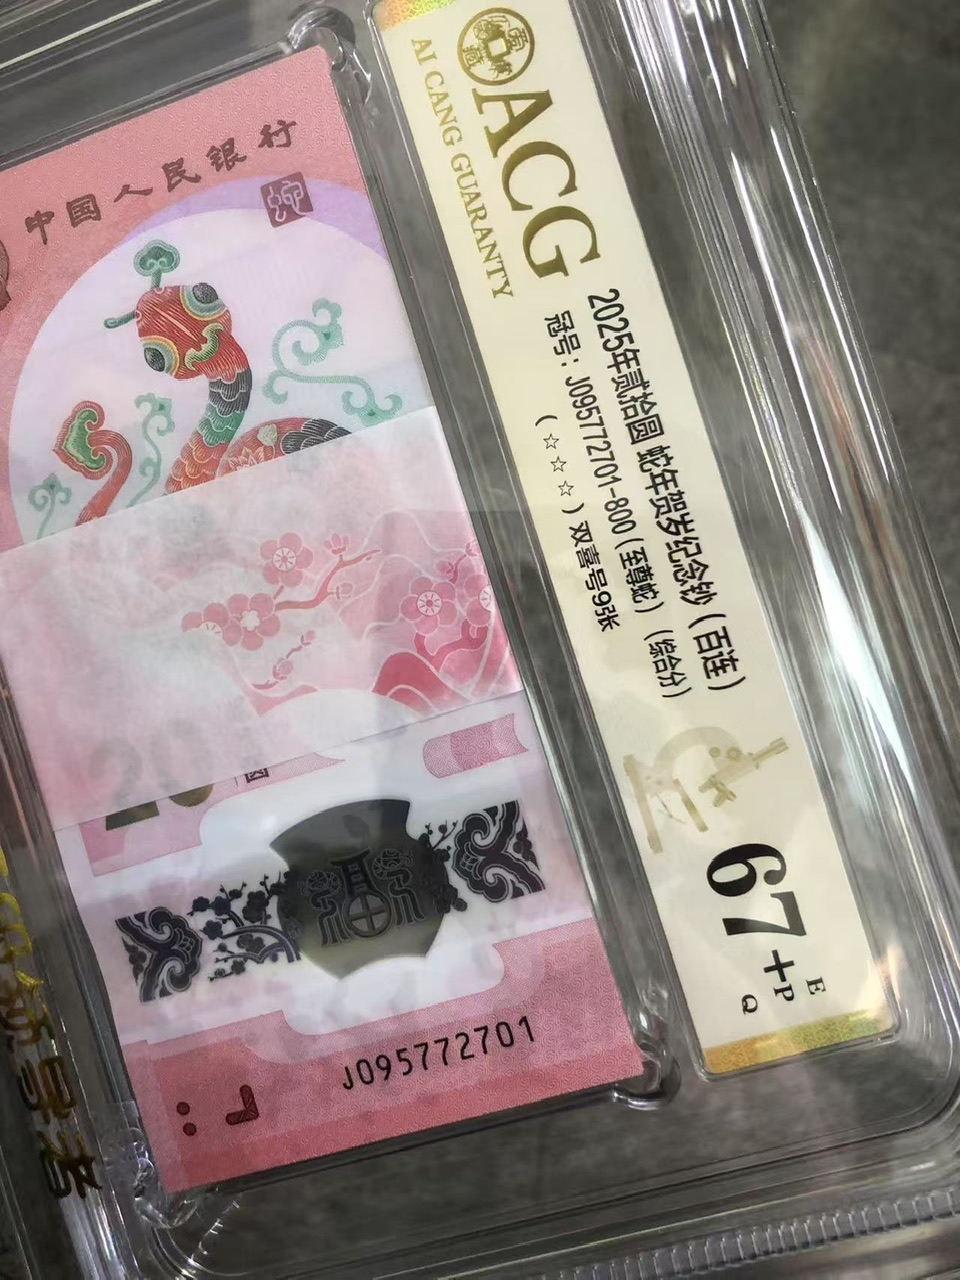 中国人民银行
蛇
20
J095772701
ACG
AI CANG GUARANTY
2025年贰拾圆 蛇年贺岁纪念钞(百连)
冠号:J095772701-800(至尊蛇) (综合分)
(☆☆☆)双喜号9张
67+
E
P
Q